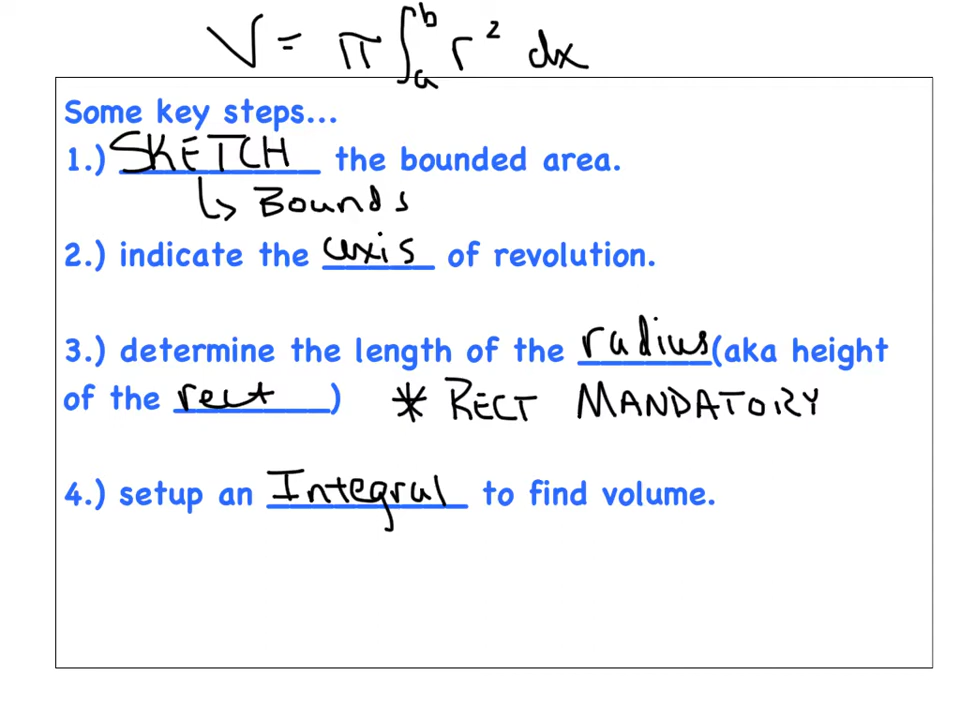 V = π ∫_a^b r² dx
Some key steps...
1.) SKETCH the bounded area.
↳ Bounds
2.) indicate the axis of revolution.
3.) determine the length of the radius (aka height
of the rect) * RECT MANDATORY
4.) setup an Integral to find volume.